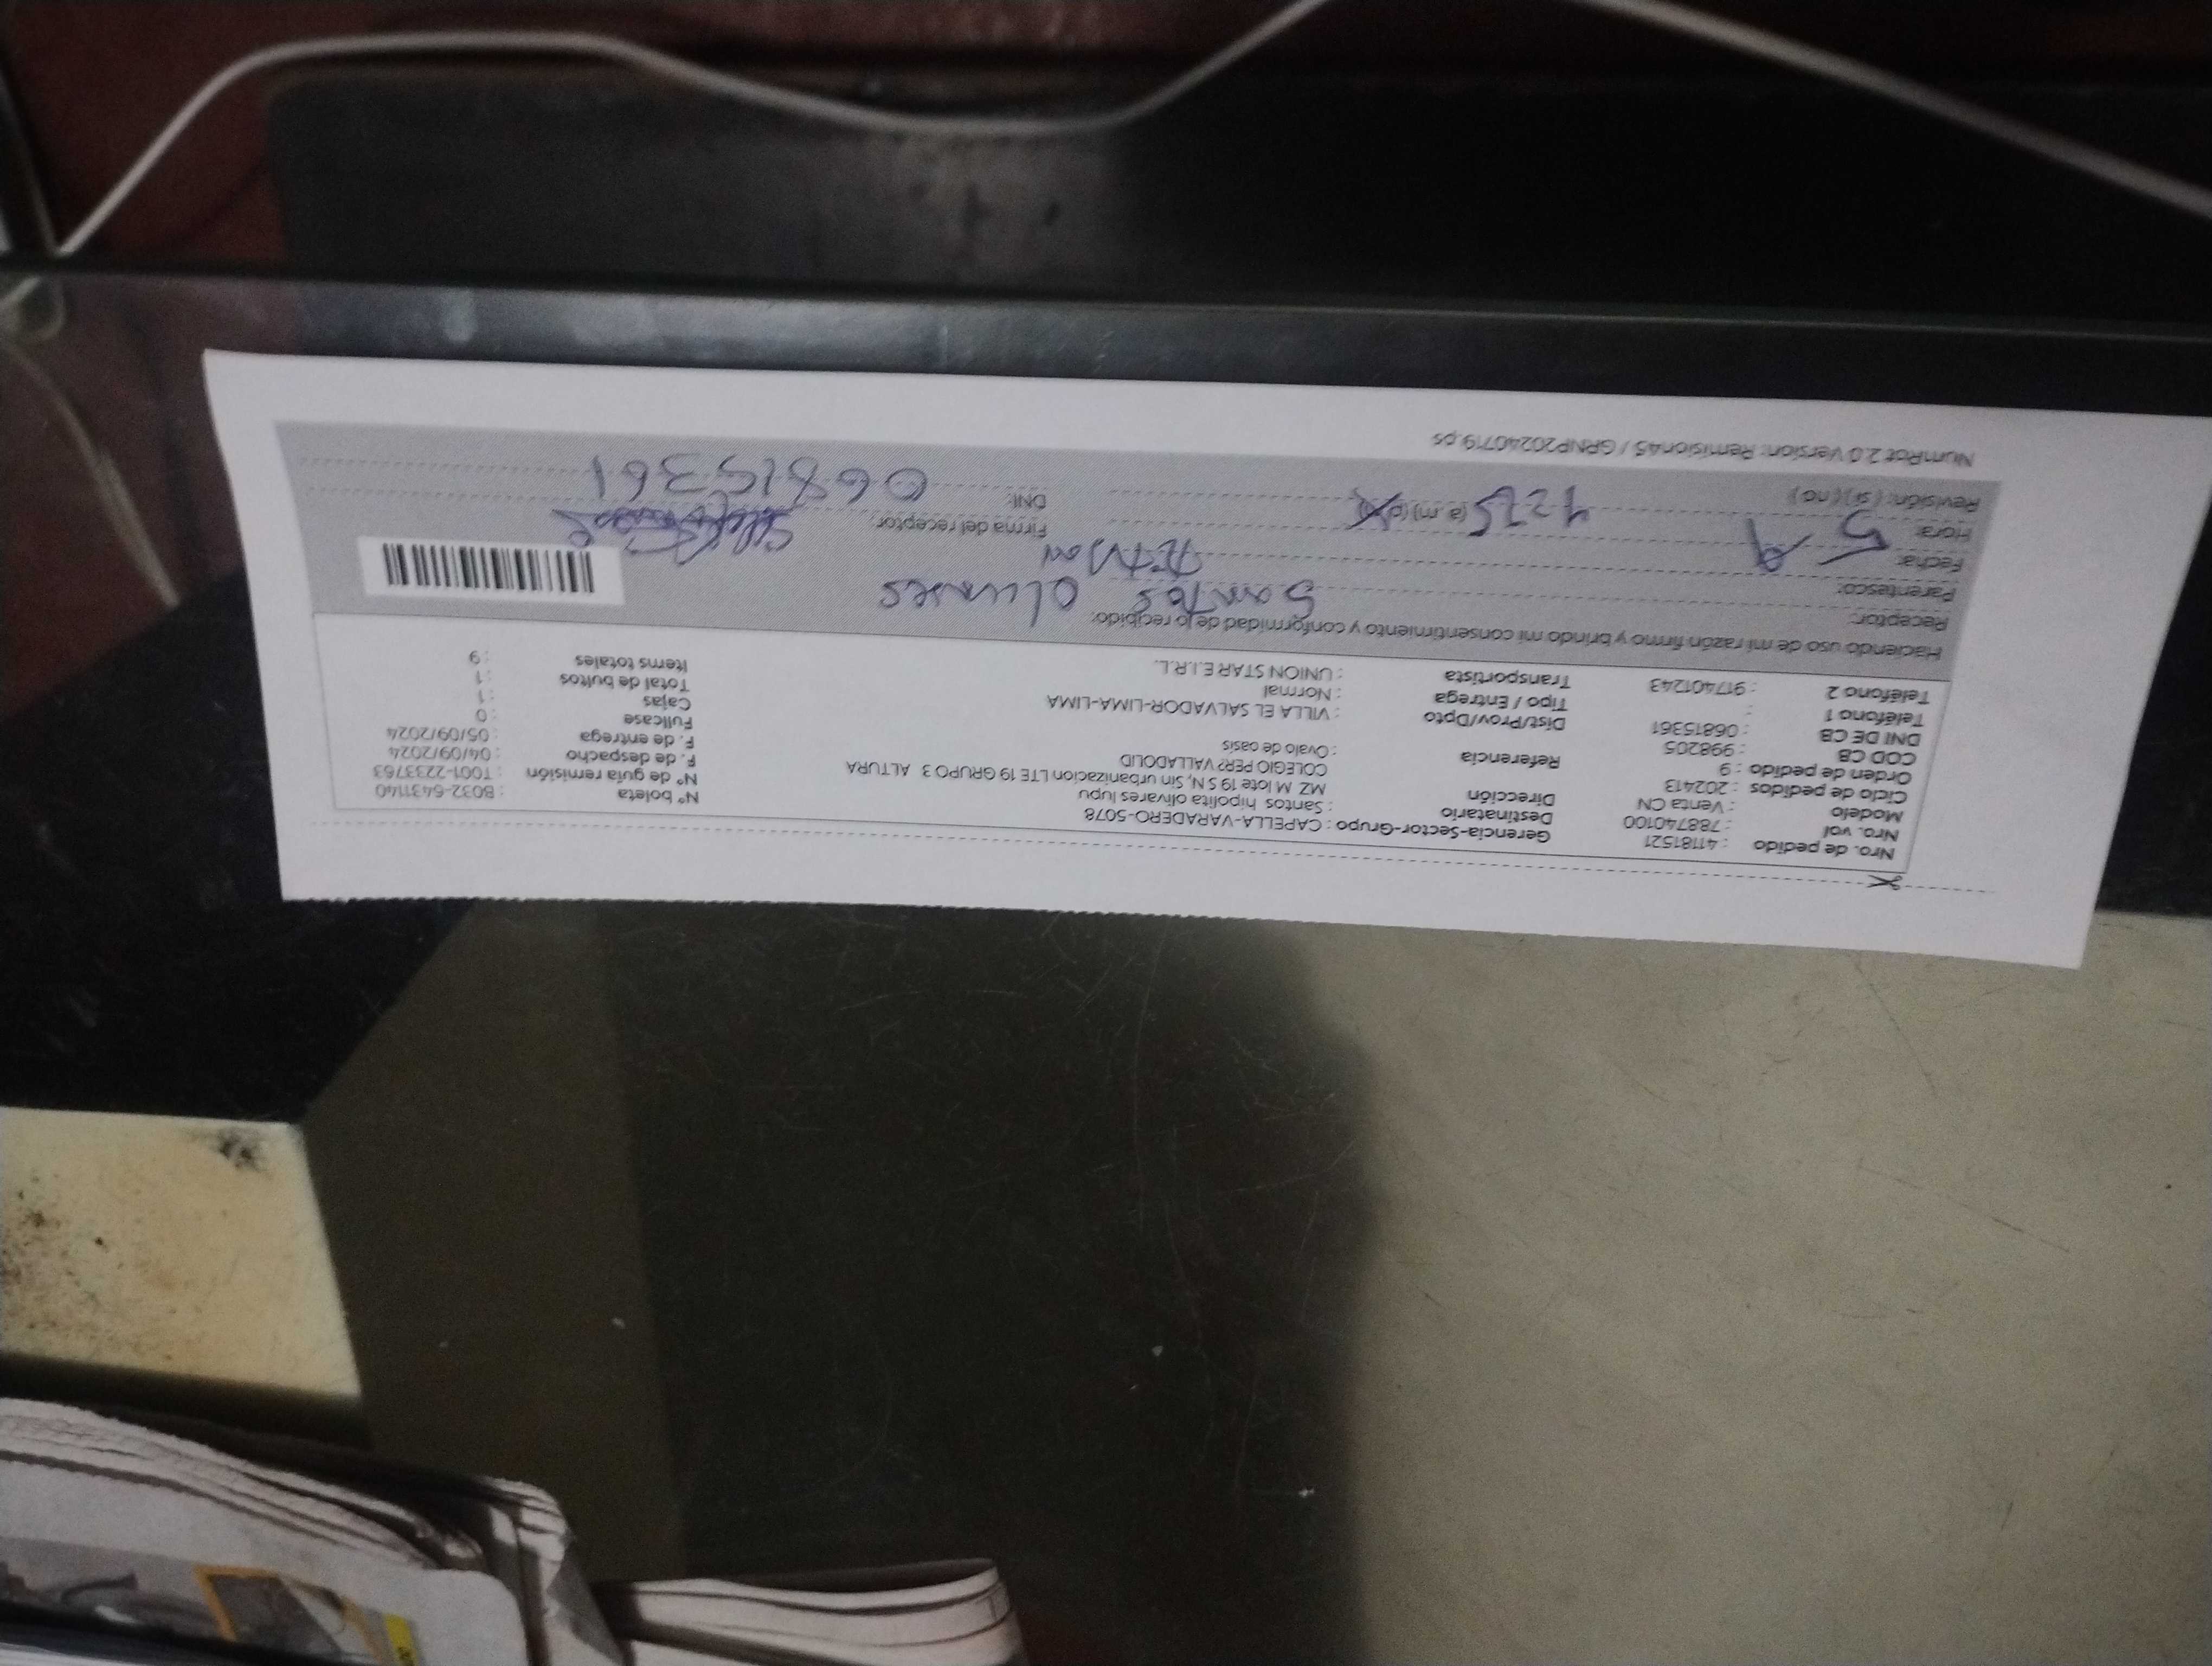 Nro. de pedido : 41181521
Nro. vol : 788740100
Modelo : Venta CN
Ciclo de pedidos : 202413
Orden de pedido : 9
COD CB : 998205
DNI DE CB : 06815361
Teléfono 1 :
Teléfono 2 : 917401243
Gerencia-Sector-Grupo : CAPELLA-VARADERO-5078
Destinatario : Santos hipolita olivares lupu
Dirección MZ M lote 19 S N, Sin urbanizacion LTE 19 GRUPO 3 ALTURA
COLEGIO PER? VALLADOLID
Referencia : Ovalo de oasis
Dist/Prov/Dpto : VILLA EL SALVADOR-LIMA-LIMA
Tipo / Entrega : Normal
Transportista : UNION STAR E.I.R.L.
N° boleta : B032-6431140
N° de guía remisión : T001-2233763
F. de despacho : 04/09/2024
F. de entrega : 05/09/2024
Fullcase : 0
Cajas : 1
Total de bultos : 1
Items totales : 9
Haciendo uso de mi razón firmo y brindo mi consentimiento y conformidad de lo recibido:
Receptor: Santos Olivares
Parentesco:
Fecha: 5 9
Hora: (a.m)(p.m)
Revisión: (si) (no)
Firma del receptor:
DNI: 06815361
NumRot 2.0 Version: Remision45 / GRNP20240719.ps